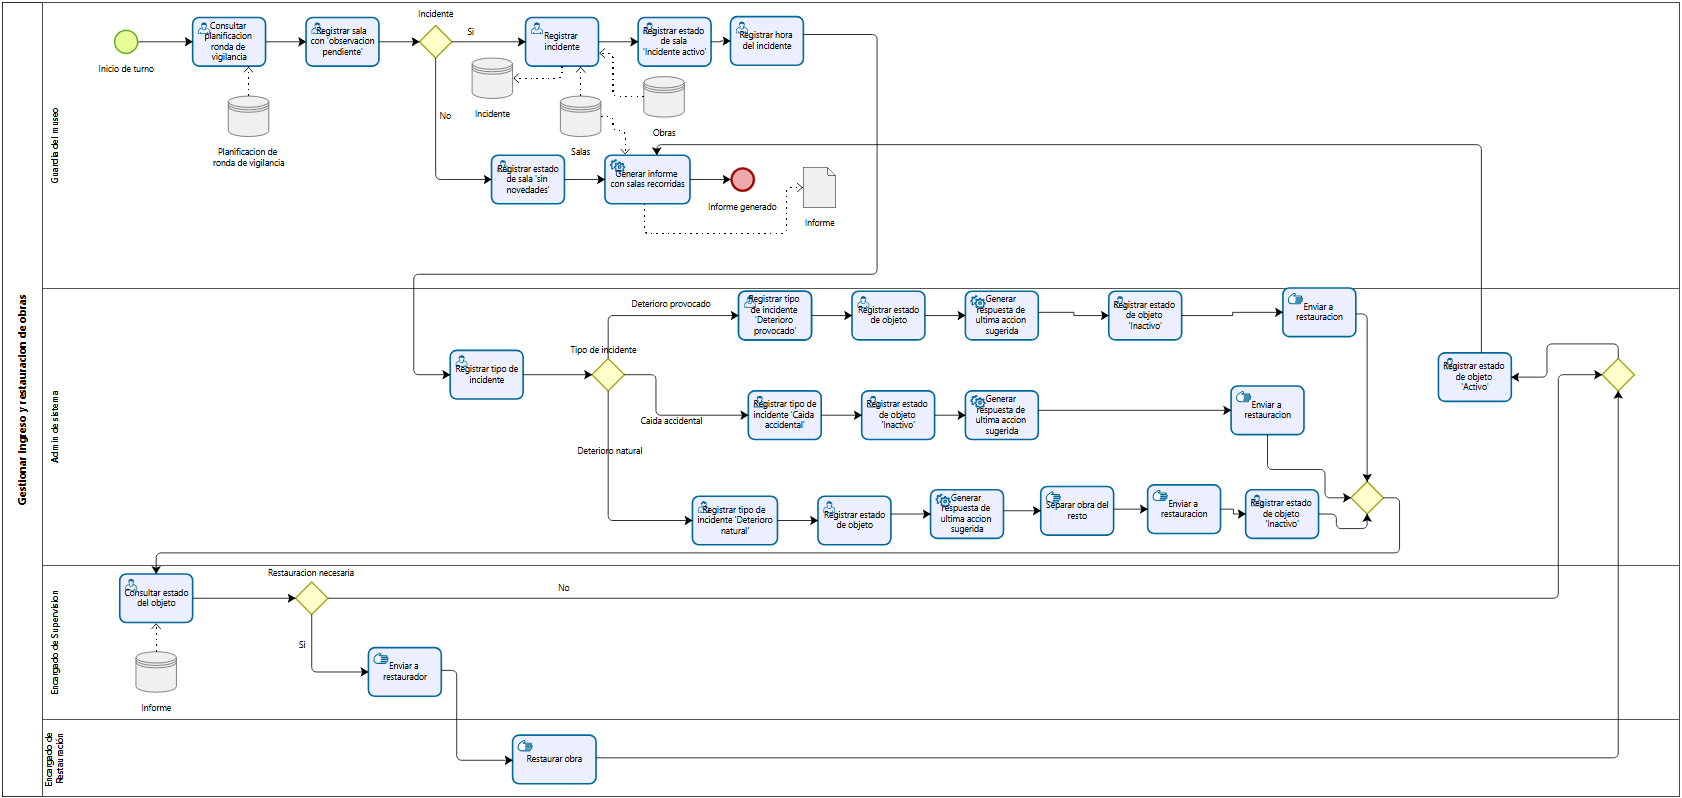 Gestionar ingreso y restauracion de obras
Guardia del museo
Inicio de turno
Consultar
planificacion
ronda de
vigilancia
Planificacion de
ronda de vigilancia
Registrar sala
con 'observacion
pendiente'
Incidente
Si
No
Registrar
incidente
Incidente
Salas
Obras
Registrar estado
de sala
'Incidente activo'
Registrar hora
del incidente
Registrar estado
de sala 'sin
novedades'
Generar informe
con salas recorridas
Informe generado
Informe
Admin de sistema
Registrar tipo de
incidente
Tipo de incidente
Deterioro provocado
Registrar tipo
de incidente
'Deterioro
provocado'
Registrar estado
de objeto
Generar
respuesta de
ultima accion
sugerida
Registrar estado
de objeto
'Inactivo'
Enviar a
restauracion
Caida accidental
Registrar tipo de
incidente 'Caida
accidental'
Registrar estado
de objeto
'Inactivo'
Generar
respuesta de
ultima accion
sugerida
Enviar a
restauracion
Registrar estado
de objeto
'Activo'
Deterioro natural
Registrar tipo de
incidente 'Deterioro
natural'
Registrar estado
de objeto
Generar
respuesta de
ultima accion
sugerida
Separar obra del
resto
Enviar a
restauracion
Registrar estado
de objeto
'Inactivo'
Encargado de Supervision
Consultar estado
del objeto
Informe
Restauracion necesaria
No
Si
Enviar a
restaurador
Encargado de
Restauración
Restaurar obra